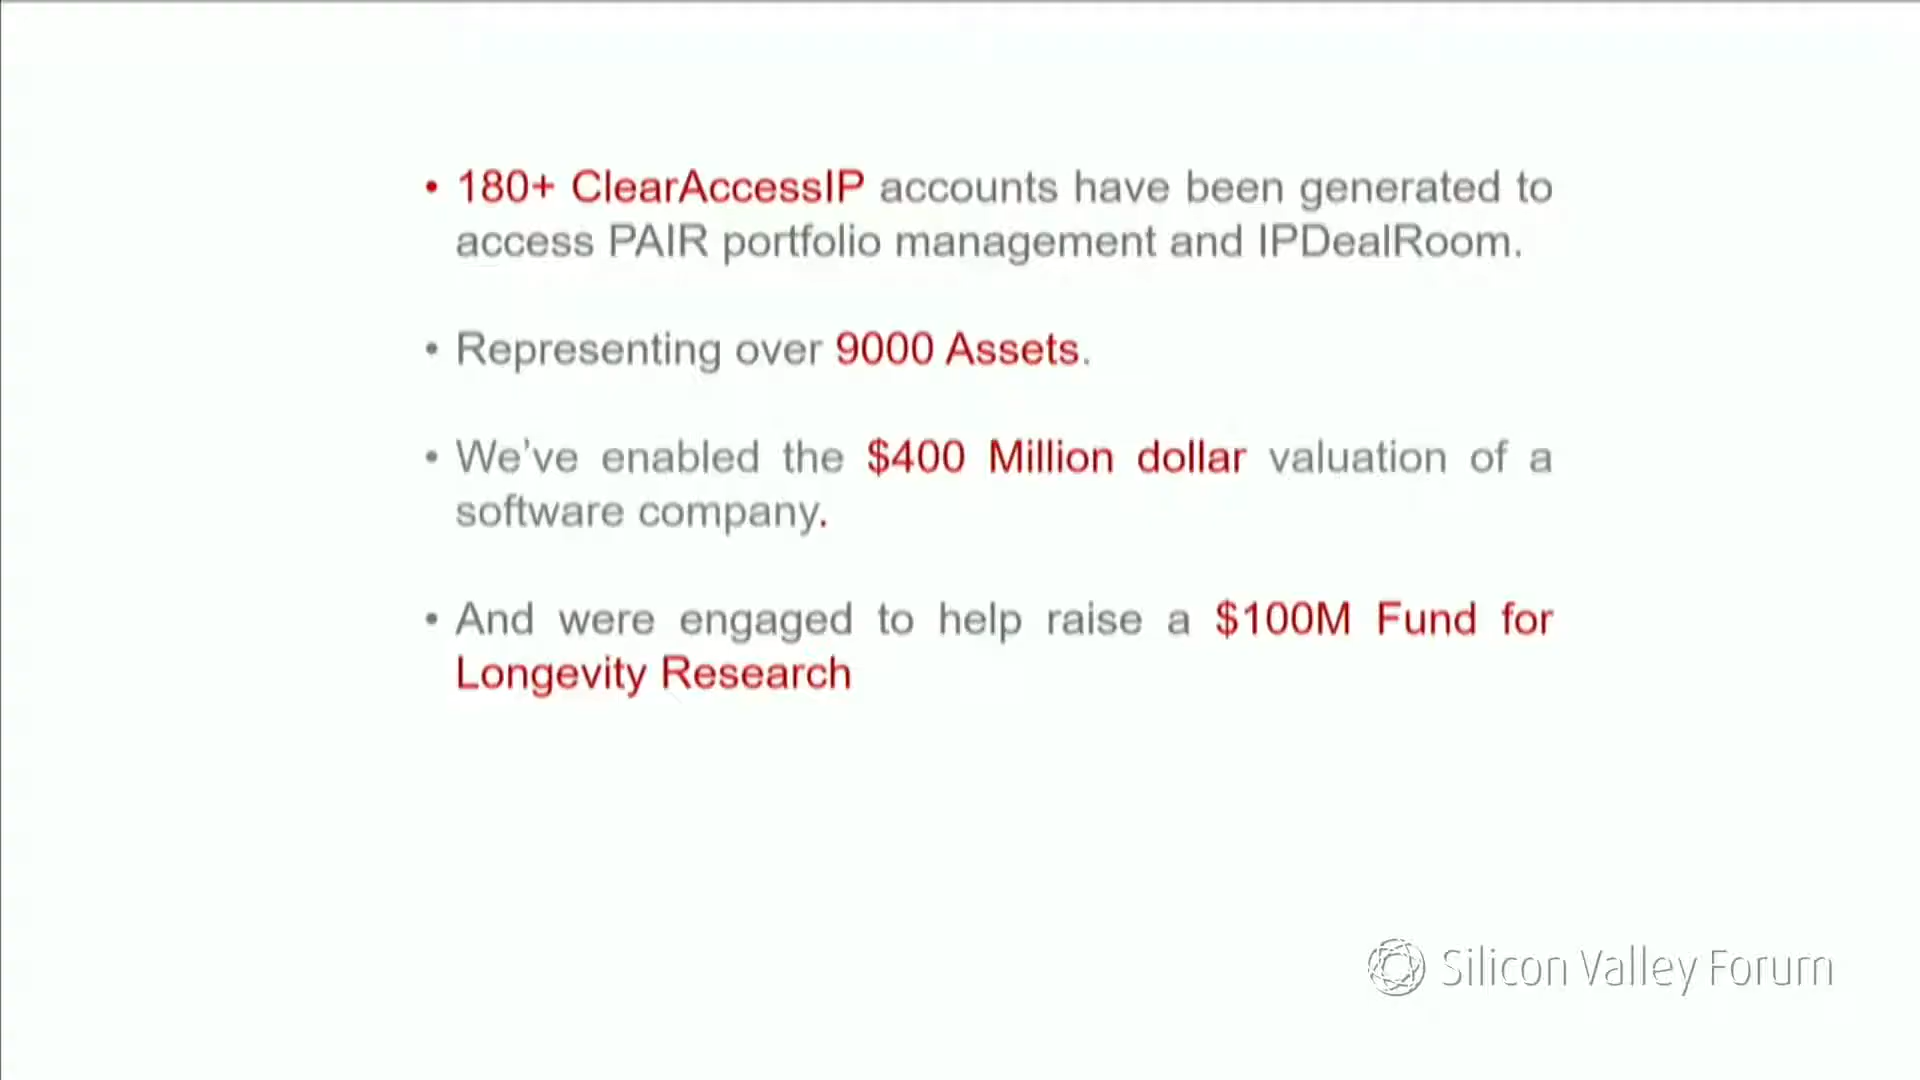 • 180+ ClearAccessIP accounts have been generated to
access PAIR portfolio management and IPDealRoom.
• Representing over 9000 Assets.
• We've enabled the $400 Million dollar valuation of a
software company.
• And were engaged to help raise a $100M Fund for
Longevity Research
Silicon Valley Forum